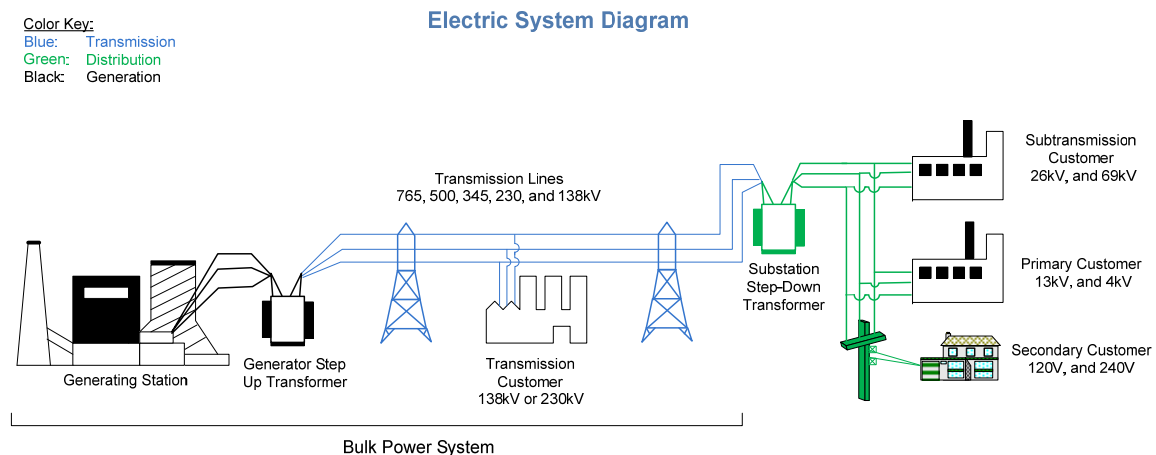 Electric System Diagram
Color Key:
Blue: Transmission
Green: Distribution
Black: Generation
Transmission Lines
765, 500, 345, 230, and 138kV
Subtransmission
Customer
26kV, and 69kV
Primary Customer
13kV, and 4kV
Substation
Step-Down
Transformer
Secondary Customer
120V, and 240V
Generating Station
Generator Step
Up Transformer
Transmission
Customer
138kV or 230kV
Bulk Power System